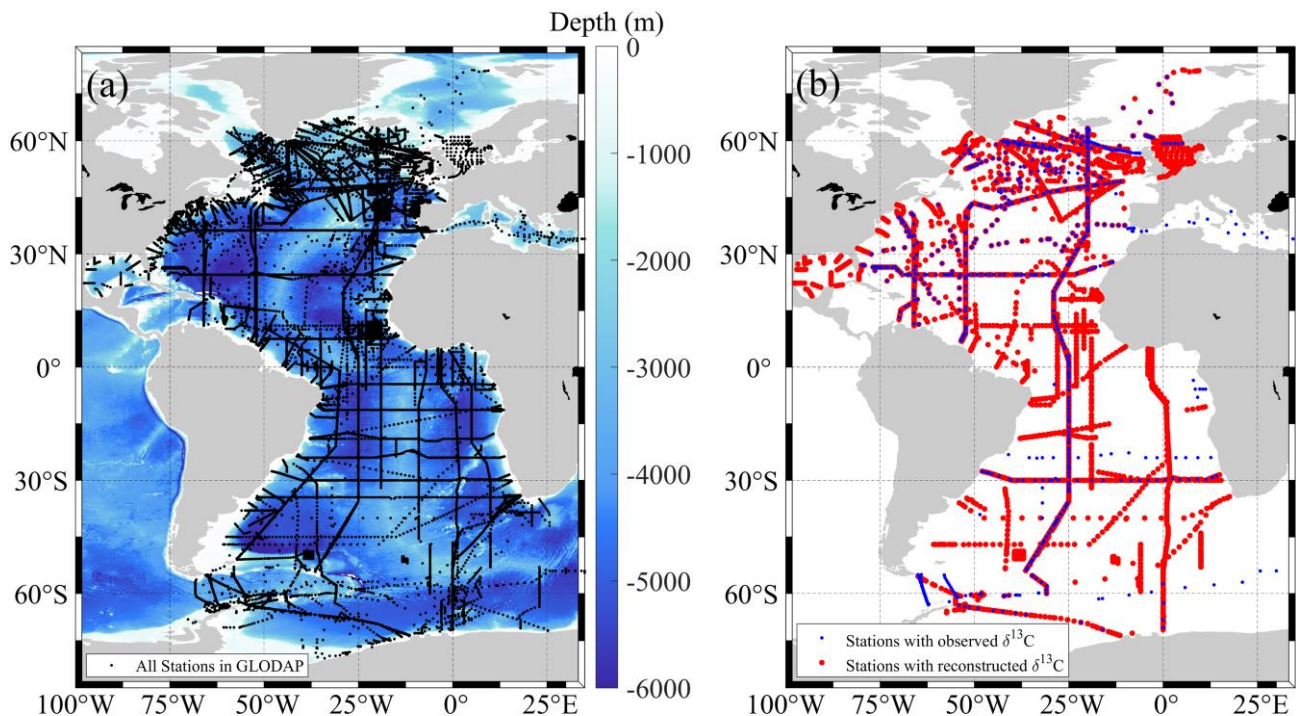 Depth (m)
(a)
60°N
30°N
0°
30°S
60°S
100°W
75°W
50°W
25°W
0°
25°E
All Stations in GLODAP
0
-1000
-2000
-3000
-4000
-5000
-6000
(b)
60°N
30°N
0°
30°S
60°S
100°W
75°W
50°W
25°W
0°
25°E
Stations with observed δ¹³C
Stations with reconstructed δ¹³C